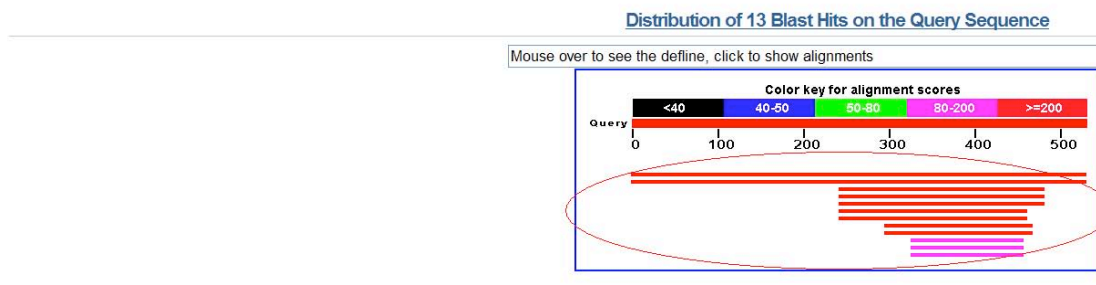 Distribution of 13 Blast Hits on the Query Sequence
Mouse over to see the defline, click to show alignments
Color key for alignment scores
<40 40-50 50-80 80-200 >=200
Query
0 100 200 300 400 500